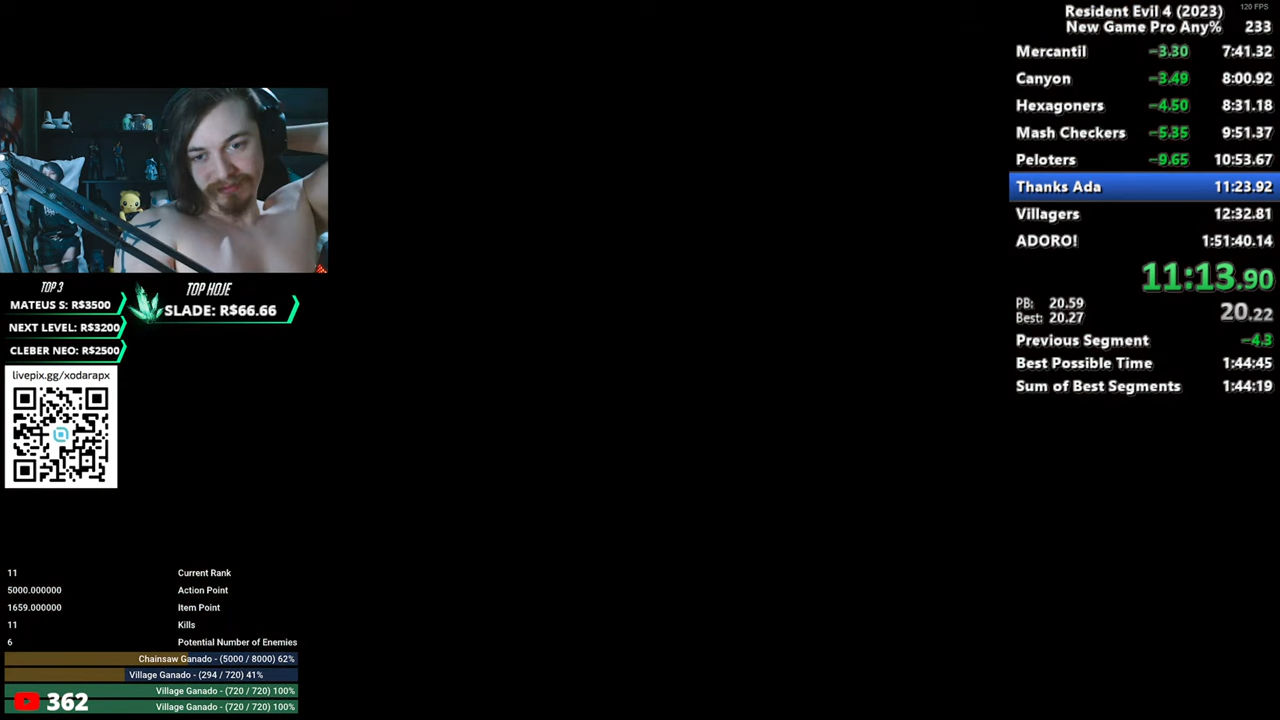 120 FPS
Resident Evil 4 (2023)
New Game Pro Any% 233
Mercantil −3.30 7:41.32
Canyon −3.49 8:00.92
Hexagoners −4.50 8:31.18
Mash Checkers −5.35 9:51.37
Peloters −9.65 10:53.67
Thanks Ada 11:23.92
Villagers 12:32.81
ADORO! 1:51:40.14
11:13.90
PB: 20.59
Best: 20.27
20.22
Previous Segment −4.3
Best Possible Time 1:44:45
Sum of Best Segments 1:44:19
TOP 3
MATEUS S: R$3500
NEXT LEVEL: R$3200
CLEBER NEO: R$2500
TOP HOJE
SLADE: R$66.66
livepix.gg/xodarapx
11 Current Rank
5000.000000 Action Point
1659.000000 Item Point
11 Kills
6 Potential Number of Enemies
Chainsaw Ganado - (5000 / 8000) 62%
Village Ganado - (294 / 720) 41%
Village Ganado - (720 / 720) 100%
Village Ganado - (720 / 720) 100%
362